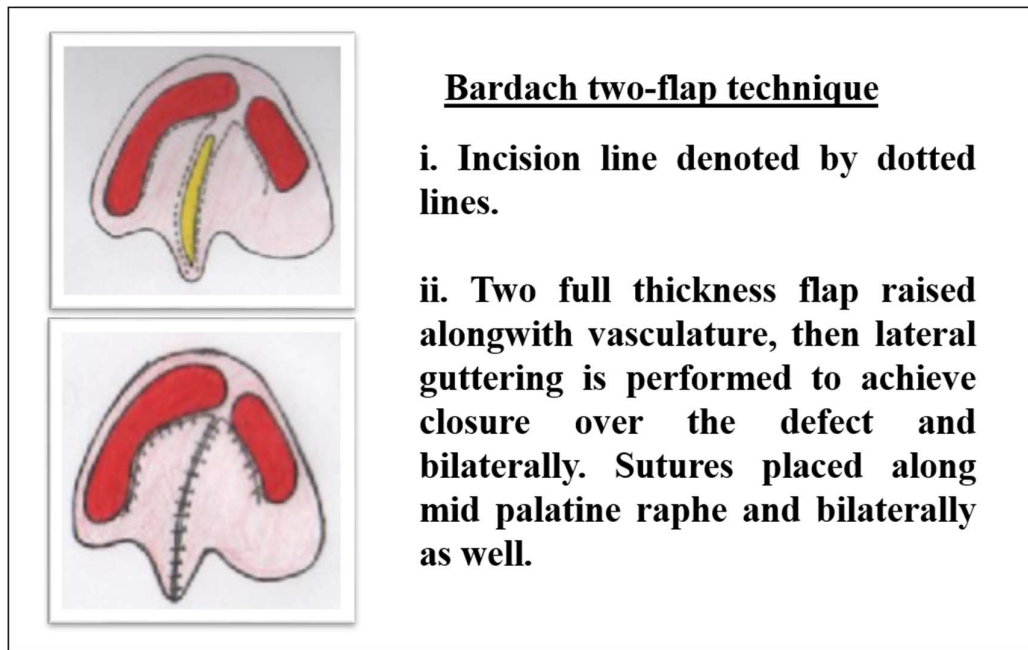 Bardach two-flap technique
i. Incision line denoted by dotted
lines.
ii. Two full thickness flap raised
alongwith vasculature, then lateral
guttering is performed to achieve
closure over the defect and
bilaterally. Sutures placed along
mid palatine raphe and bilaterally
as well.